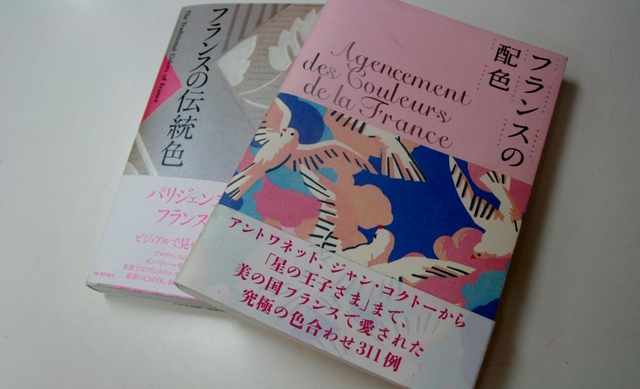 フランスの
配色
Agencement
des Couleurs
de la France
アントワネット、ジャン・コクトーから
「星の王子さま」まで、
美の国フランスで愛された
究極の色合わせ311例
The Traditional
フランスの伝統色
パリジェン
フランス
ビジュアルで見